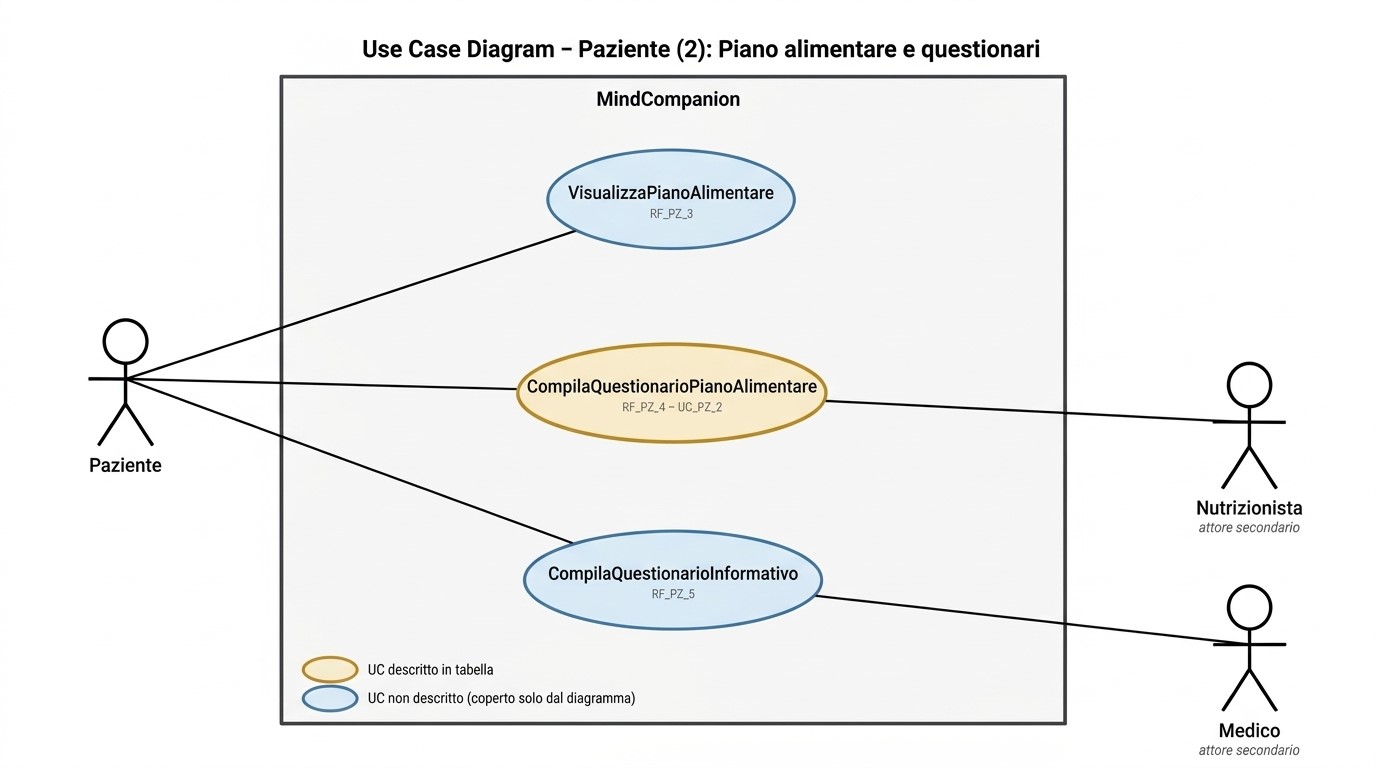 Use Case Diagram – Paziente (2): Piano alimentare e questionari
MindCompanion
VisualizzaPianoAlimentare
RF_PZ_3
CompilaQuestionarioPianoAlimentare
RF_PZ_4 – UC_PZ_2
Paziente
Nutrizionista
attore secondario
CompilaQuestionarioInformativo
RF_PZ_5
UC descritto in tabella
UC non descritto (coperto solo dal diagramma)
Medico
attore secondario